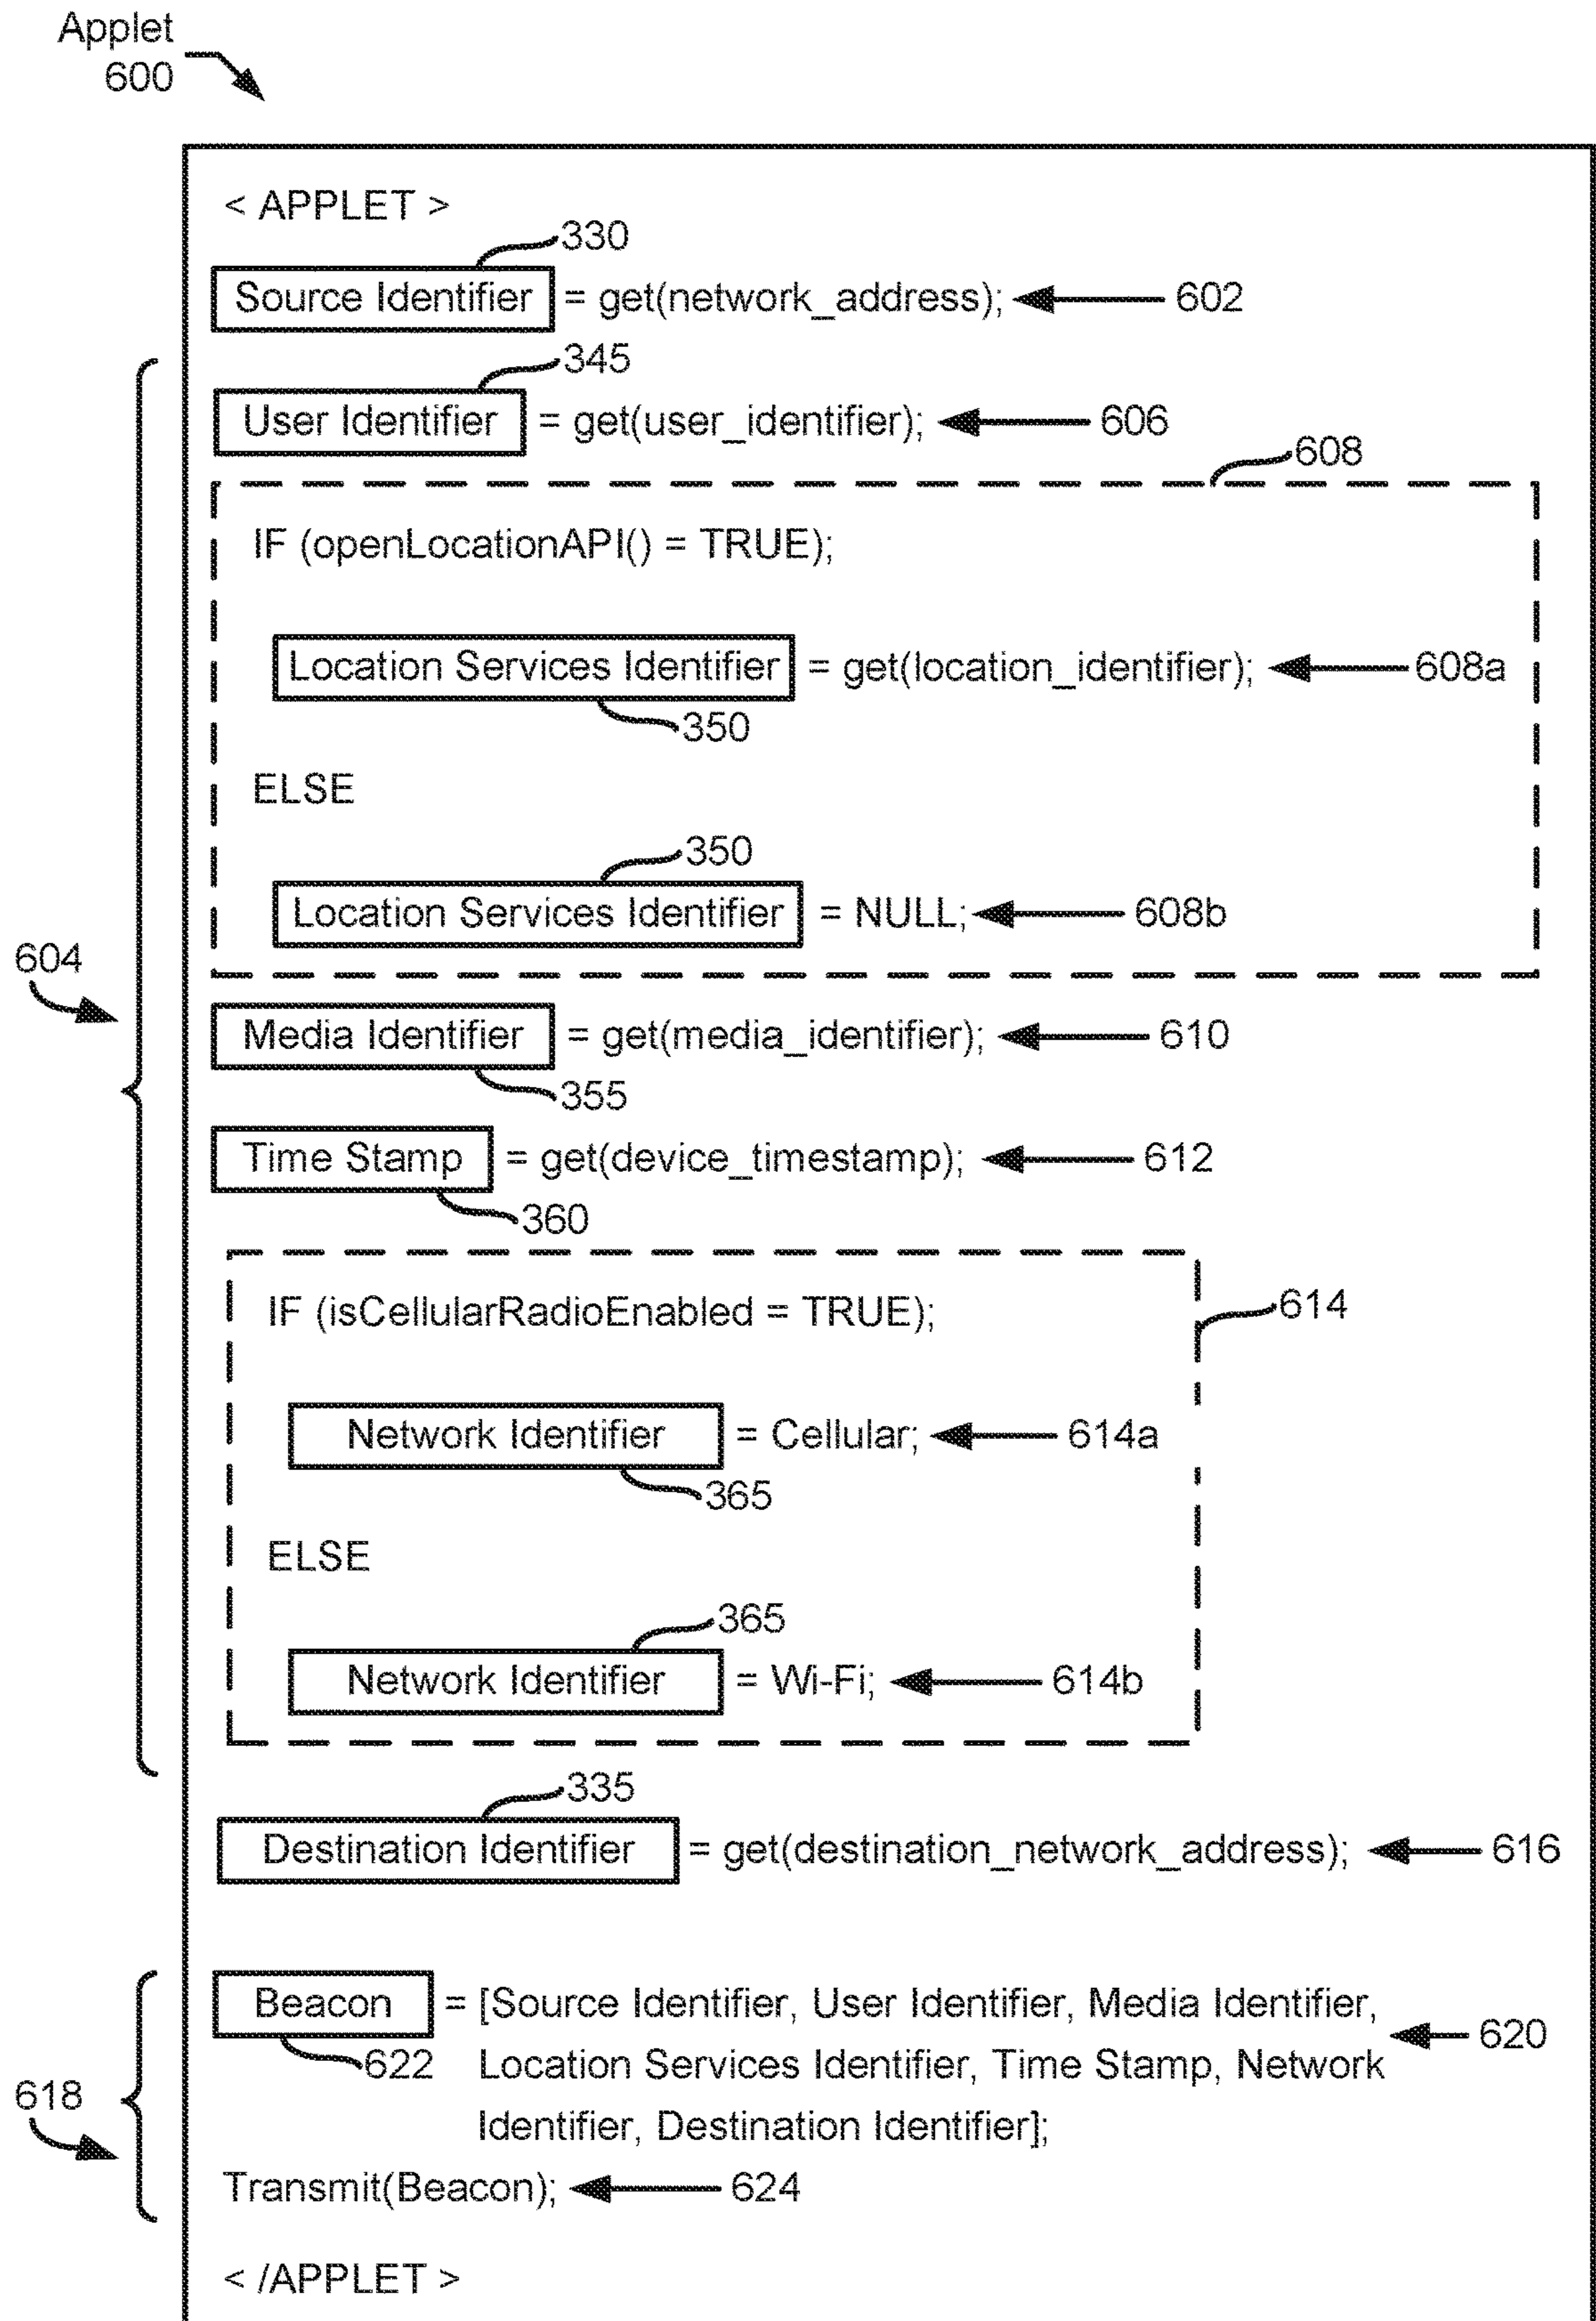 Applet
600
< APPLET >
330
Source Identifier = get(network_address); 602
345
User Identifier = get(user_identifier); 606
608
IF (openLocationAPI() = TRUE);
Location Services Identifier = get(location_identifier); 608a
350
ELSE
350
Location Services Identifier = NULL; 608b
604
Media Identifier = get(media_identifier); 610
355
Time Stamp = get(device_timestamp); 612
360
IF (isCellularRadioEnabled = TRUE);
614
Network Identifier = Cellular; 614a
365
ELSE
365
Network Identifier = Wi-Fi; 614b
335
Destination Identifier = get(destination_network_address); 616
Beacon = [Source Identifier, User Identifier, Media Identifier,
620
622 Location Services Identifier, Time Stamp, Network
618
Identifier, Destination Identifier];
Transmit(Beacon); 624
< /APPLET >